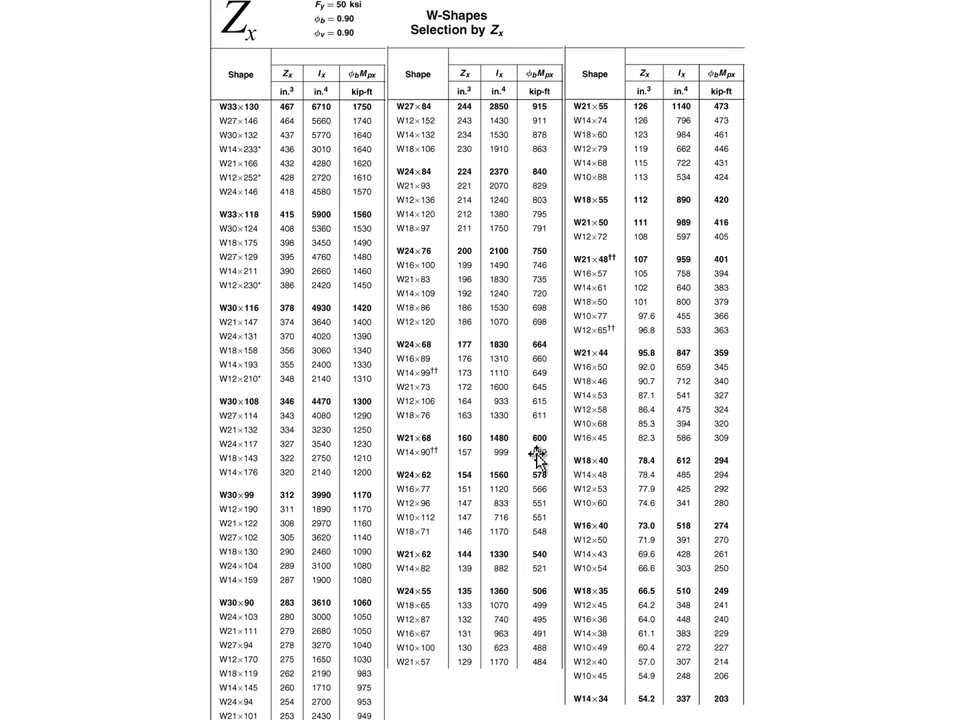 Zx
Fy = 50 ksi
ϕb = 0.90
ϕv = 0.90
W-Shapes
Selection by Zx
Shape Zx Ix ϕbMpx
in.³ in.⁴ kip-ft
W33×130 467 6710 1750
W27×146 464 5660 1740
W30×132 437 5770 1640
W14×233* 436 3010 1640
W21×166 432 4280 1620
W12×252* 428 2720 1610
W24×146 418 4580 1570
W33×118 415 5900 1560
W30×124 408 5360 1530
W18×175 398 3450 1490
W27×129 395 4760 1480
W14×211 390 2660 1460
W12×230* 386 2420 1450
W30×116 378 4930 1420
W21×147 374 3640 1400
W24×131 370 4020 1390
W18×158 356 3060 1340
W14×193 355 2400 1330
W12×210* 348 2140 1310
W30×108 346 4470 1300
W27×114 343 4080 1290
W21×132 334 3230 1250
W24×117 327 3540 1230
W18×143 322 2750 1210
W14×176 320 2140 1200
W30×99 312 3990 1170
W12×190 311 1890 1170
W21×122 308 2970 1160
W27×102 305 3620 1140
W18×130 290 2460 1090
W24×104 289 3100 1080
W14×159 287 1900 1080
W30×90 283 3610 1060
W24×103 280 3000 1050
W21×111 279 2680 1050
W27×94 278 3270 1040
W12×170 275 1650 1030
W18×119 262 2190 983
W14×145 260 1710 975
W24×94 254 2700 953
W21×101 253 2430 949
Shape Zx Ix ϕbMpx
in.³ in.⁴ kip-ft
W27×84 244 2850 915
W12×152 243 1430 911
W14×132 234 1530 878
W18×106 230 1910 863
W24×84 224 2370 840
W21×93 221 2070 829
W12×136 214 1240 803
W14×120 212 1380 795
W18×97 211 1750 791
W24×76 200 2100 750
W16×100 199 1490 746
W21×83 196 1830 735
W14×109 192 1240 720
W18×86 186 1530 698
W12×120 186 1070 698
W24×68 177 1830 664
W16×89 176 1310 660
W14×99†† 173 1110 649
W21×73 172 1600 645
W12×106 164 933 615
W18×76 163 1330 611
W21×68 160 1480 600
W14×90†† 157 999
W24×62 154 1560 578
W16×77 151 1120 566
W12×96 147 833 551
W10×112 147 716 551
W18×71 146 1170 548
W21×62 144 1330 540
W14×82 139 882 521
W24×55 135 1360 506
W18×65 133 1070 499
W12×87 132 740 495
W16×67 131 963 491
W10×100 130 623 488
W21×57 129 1170 484
Shape Zx Ix ϕbMpx
in.³ in.⁴ kip-ft
W21×55 126 1140 473
W14×74 126 796 473
W18×60 123 984 461
W12×79 119 662 446
W14×68 115 722 431
W10×88 113 534 424
W18×55 112 890 420
W21×50 111 989 416
W12×72 108 597 405
W21×48†† 107 959 401
W16×57 105 758 394
W14×61 102 640 383
W18×50 101 800 379
W10×77 97.6 455 366
W12×65†† 96.8 533 363
W21×44 95.8 847 359
W16×50 92.0 659 345
W18×46 90.7 712 340
W14×53 87.1 541 327
W12×58 86.4 475 324
W10×68 85.3 394 320
W16×45 82.3 586 309
W18×40 78.4 612 294
W14×48 78.4 485 294
W12×53 77.9 425 292
W10×60 74.6 341 280
W16×40 73.0 518 274
W12×50 71.9 391 270
W14×43 69.6 428 261
W10×54 66.6 303 250
W18×35 66.5 510 249
W12×45 64.2 348 241
W16×36 64.0 448 240
W14×38 61.1 383 229
W10×49 60.4 272 227
W12×40 57.0 307 214
W10×45 54.9 248 206
W14×34 54.2 337 203